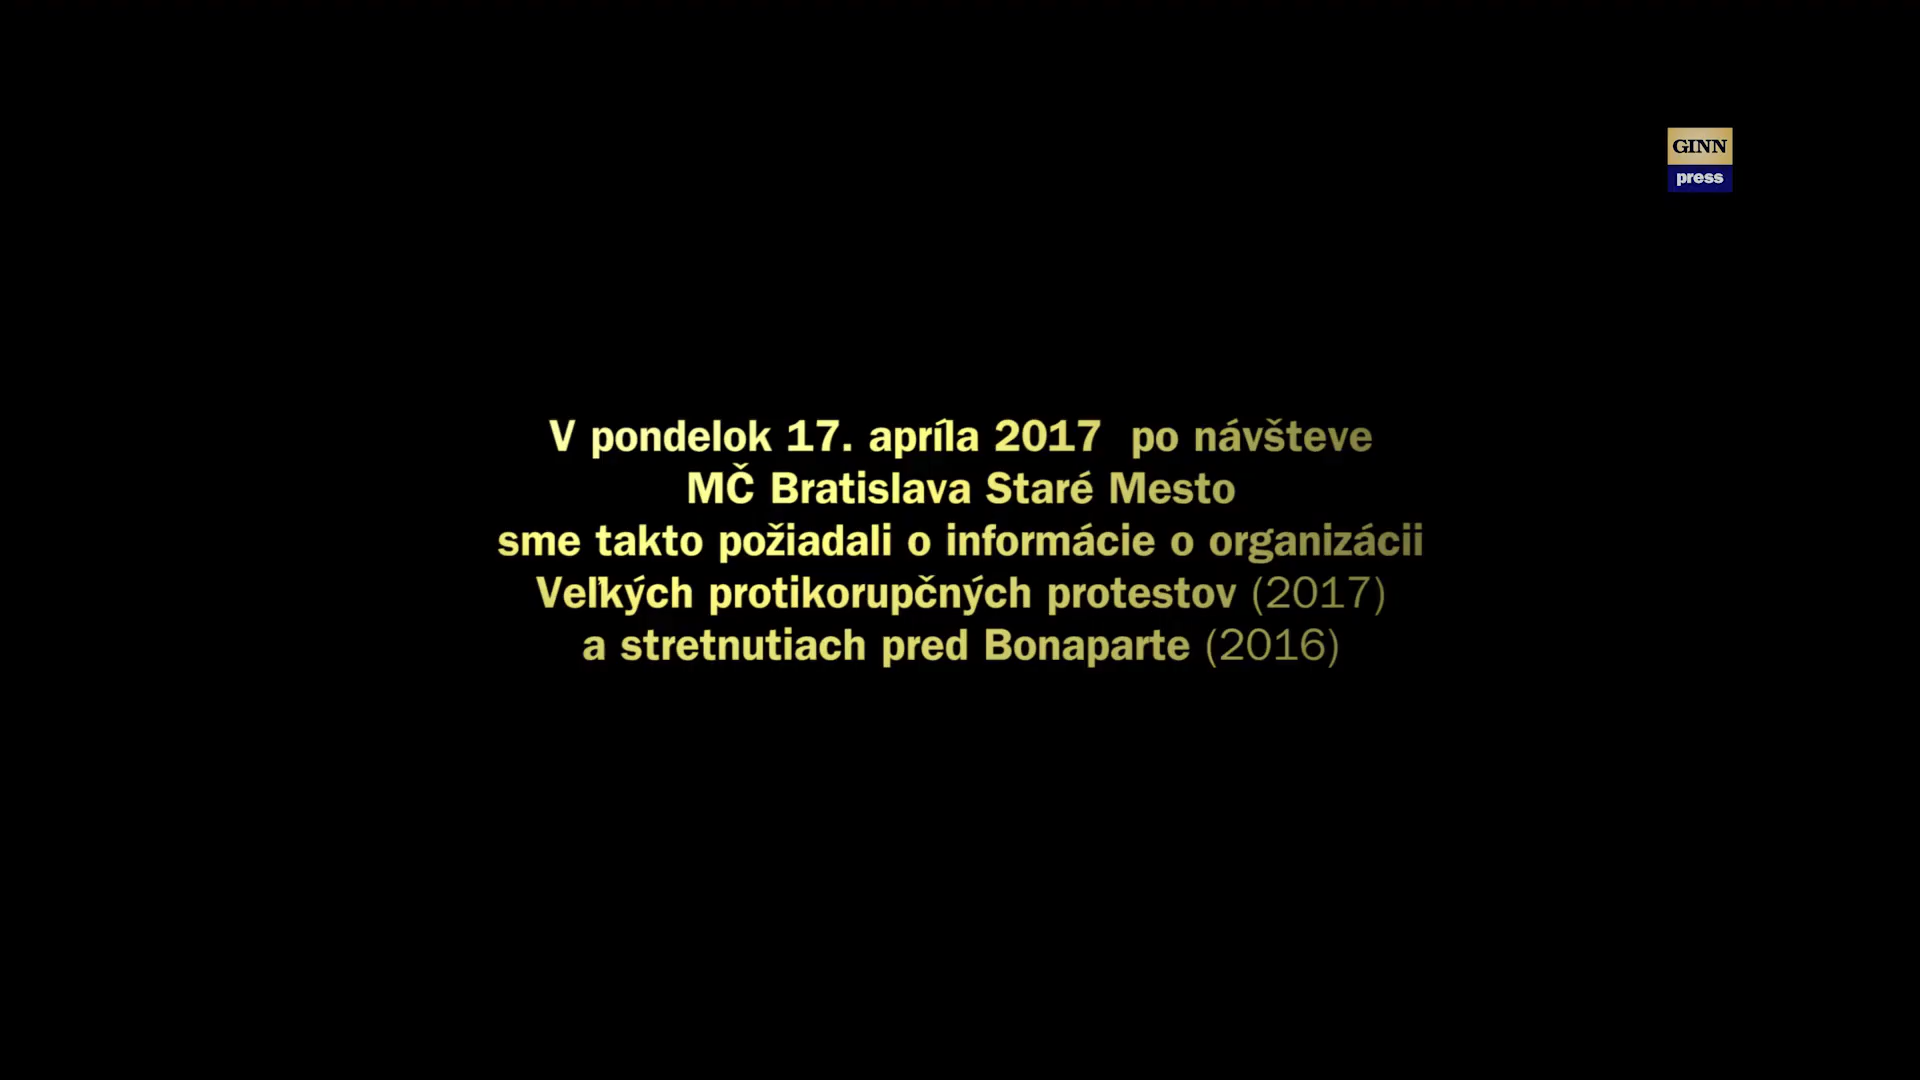 GINN
press
V pondelok 17. apríla 2017 po návšteve
MČ Bratislava Staré Mesto
sme takto požiadali o informácie o organizácii
Veľkých protikorupčných protestov (2017)
a stretnutiach pred Bonaparte (2016)